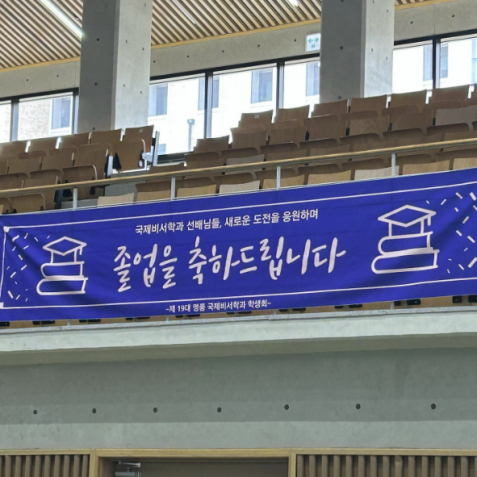 국제비서학과 선배님들, 새로운 도전을 응원하며
졸업을 축하드립니다
~제 19대 명품 국제비서학과 학생회~